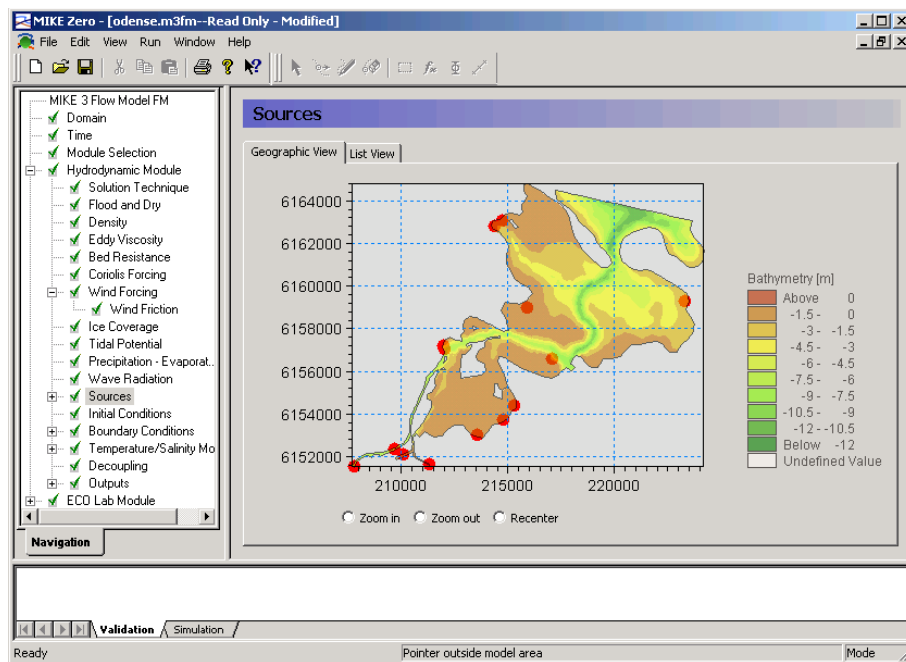 MIKE Zero - [odense.m3fm--Read Only - Modified]
File Edit View Run Window Help
MIKE 3 Flow Model FM
Domain
Time
Module Selection
Hydrodynamic Module
Solution Technique
Flood and Dry
Density
Eddy Viscosity
Bed Resistance
Coriolis Forcing
Wind Forcing
Wind Friction
Ice Coverage
Tidal Potential
Precipitation - Evaporat..
Wave Radiation
Sources
Initial Conditions
Boundary Conditions
Temperature/Salinity Mo
Decoupling
Outputs
ECO Lab Module
Navigation
Sources
Geographic View List View
6164000
6162000
6160000
6158000
6156000
6154000
6152000
210000 215000 220000
Bathymetry [m]
Above 0
-1.5 - 0
-3 - -1.5
-4.5 - -3
-6 - -4.5
-7.5 - -6
-9 - -7.5
-10.5 - -9
-12 - -10.5
Below -12
Undefined Value
Zoom in Zoom out Recenter
Validation Simulation
Ready Pointer outside model area Mode